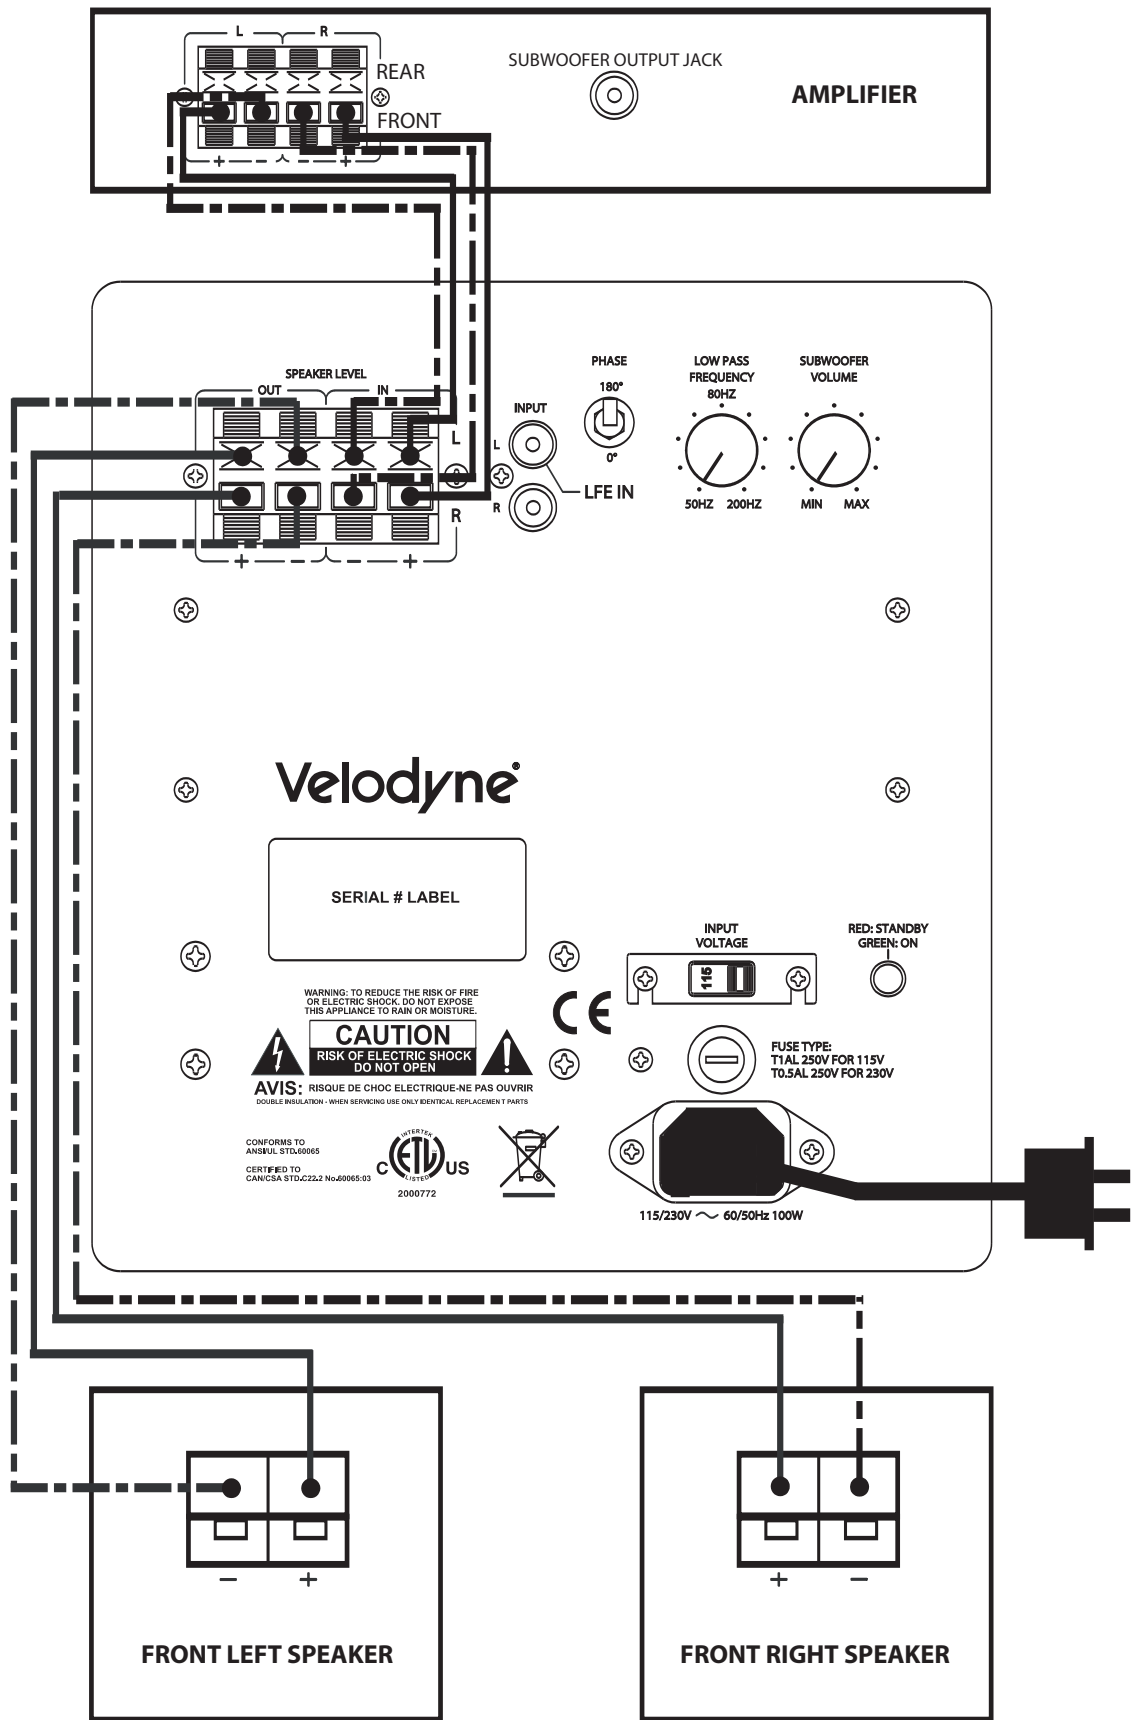 L R
REAR
FRONT
+ - - +
SUBWOOFER OUTPUT JACK
AMPLIFIER
SPEAKER LEVEL
OUT IN
L
R
+ - - +
INPUT
L
R
LFE IN
PHASE
180°
0°
LOW PASS
FREQUENCY
80HZ
50HZ 200HZ
SUBWOOFER
VOLUME
MIN MAX
Velodyne®
SERIAL # LABEL
WARNING: TO REDUCE THE RISK OF FIRE
OR ELECTRIC SHOCK. DO NOT EXPOSE
THIS APPLIANCE TO RAIN OR MOISTURE.
CAUTION
RISK OF ELECTRIC SHOCK
DO NOT OPEN
AVIS: RISQUE DE CHOC ELECTRIQUE-NE PAS OUVRIR
DOUBLE INSULATION - WHEN SERVICING USE ONLY IDENTICAL REPLACEMENT PARTS
CONFORMS TO
ANSI/UL STD.60065
CERTIFIED TO
CAN/CSA STD.C22.2 No.60065:03
INTERTEK
C ETL US
LISTED
2000772
CE
INPUT
VOLTAGE
115
RED: STANDBY
GREEN: ON
FUSE TYPE:
T1AL 250V FOR 115V
T0.5AL 250V FOR 230V
115/230V ～ 60/50Hz 100W
- +
FRONT LEFT SPEAKER
+ -
FRONT RIGHT SPEAKER